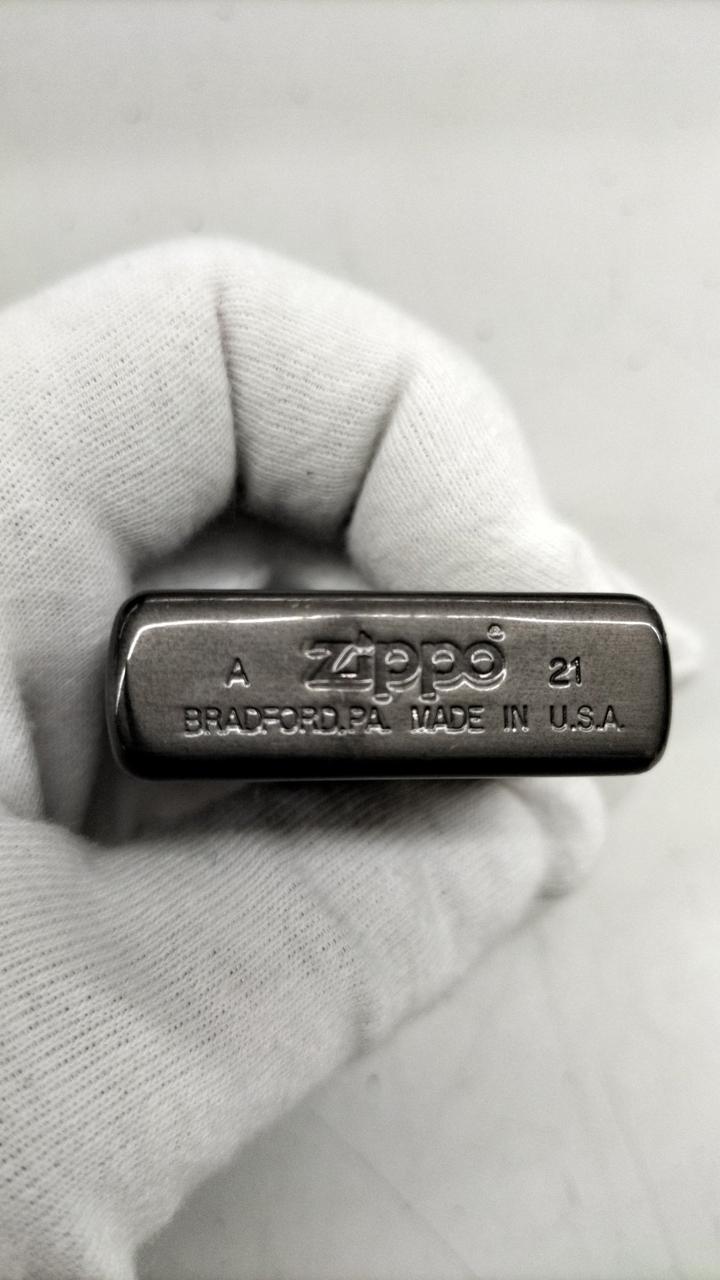 A zippo® 21
BRADFORD,PA. MADE IN U.S.A.